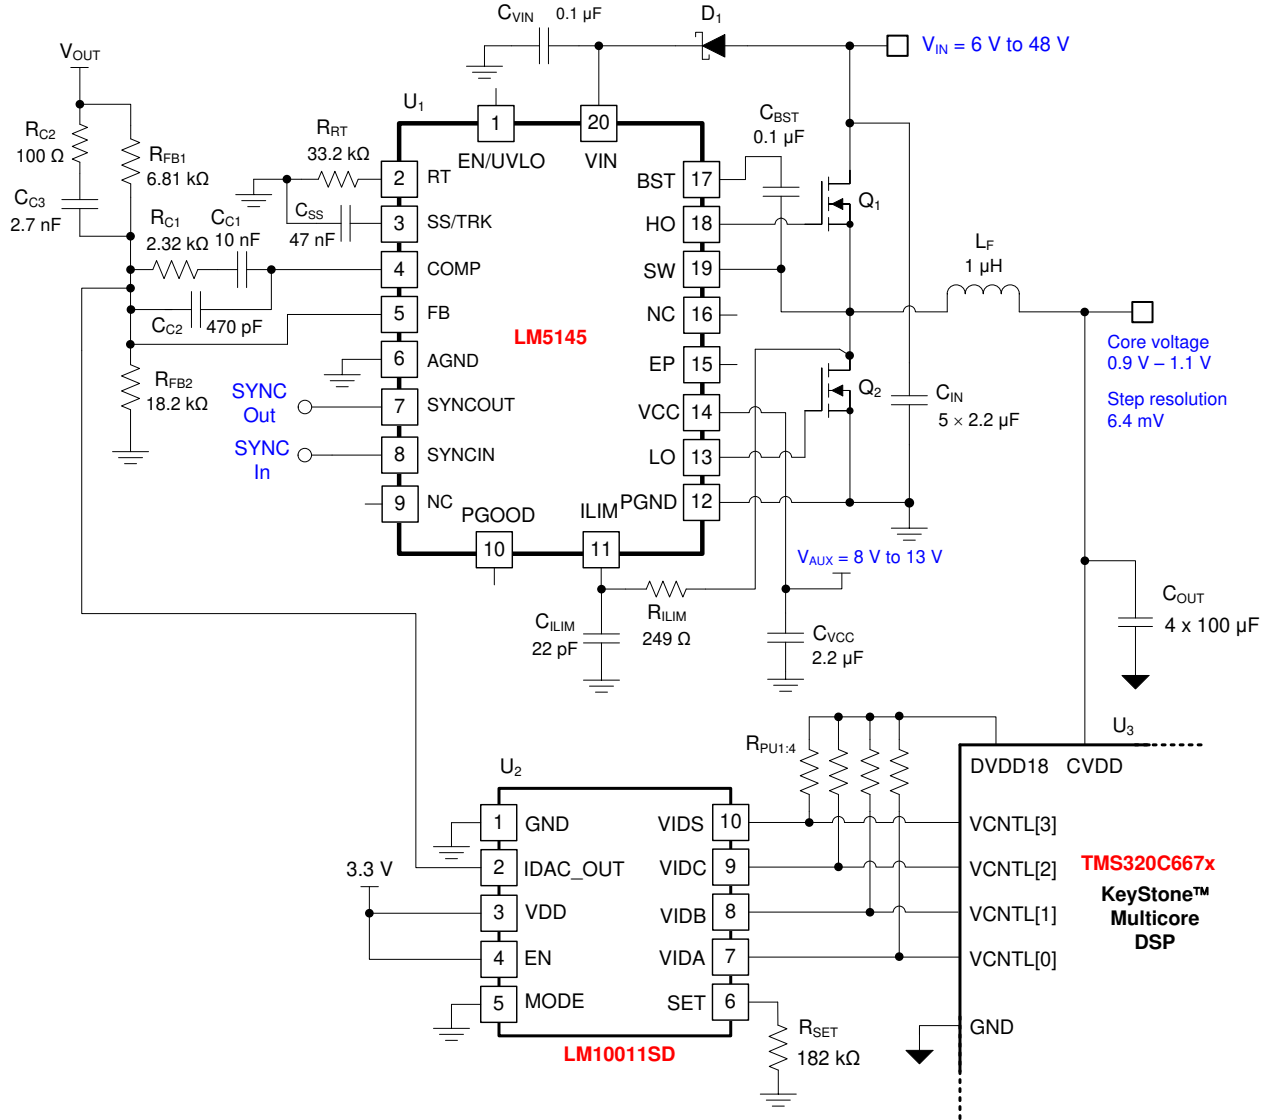 C_VIN 0.1 µF
D1
VIN = 6 V to 48 V
VOUT
U1
RC2
100 Ω
RFB1
6.81 kΩ
CC3
2.7 nF
RC1
2.32 kΩ
CC1
10 nF
CC2
470 pF
RFB2
18.2 kΩ
RRT
33.2 kΩ
CSS
47 nF
1
EN/UVLO
20
VIN
2 RT
3 SS/TRK
4 COMP
5 FB
6 AGND
7 SYNCOUT
8 SYNCIN
9 NC
SYNC
Out
SYNC
In
LM5145
BST 17
HO 18
SW 19
NC 16
EP 15
VCC 14
LO 13
PGND 12
PGOOD
10
ILIM
11
CBST
0.1 µF
Q1
Q2
LF
1 µH
CIN
5 × 2.2 µF
Core voltage
0.9 V – 1.1 V
Step resolution
6.4 mV
VAUX = 8 V to 13 V
CILIM
22 pF
RILIM
249 Ω
CVCC
2.2 µF
COUT
4 x 100 µF
U2
1 GND
2 IDAC_OUT
3 VDD
4 EN
5 MODE
3.3 V
VIDS 10
VIDC 9
VIDB 8
VIDA 7
SET 6
LM10011SD
RSET
182 kΩ
RPU1:4
U3
DVDD18 CVDD
VCNTL[3]
VCNTL[2]
VCNTL[1]
VCNTL[0]
GND
TMS320C667x
KeyStone™
Multicore
DSP